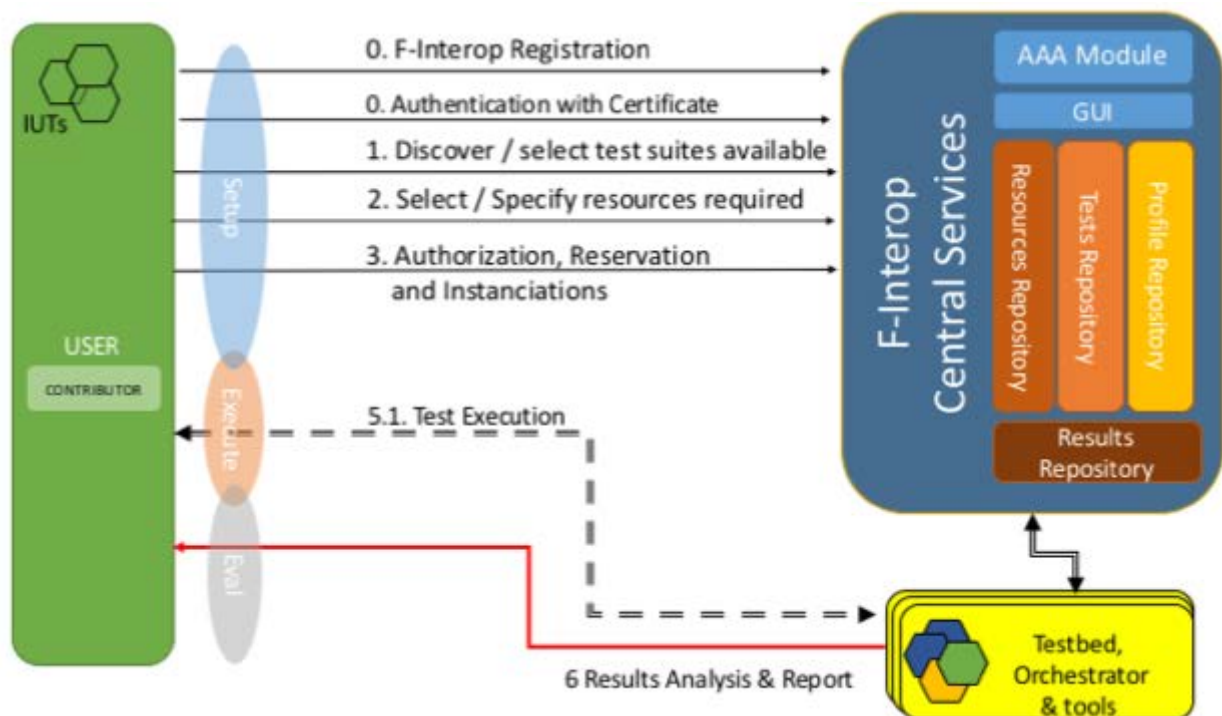 IUTs
USER
CONTRIBUTOR
Setup
Execute
Eval
0. F-Interop Registration
0. Authentication with Certificate
1. Discover / select test suites available
2. Select / Specify resources required
3. Authorization, Reservation
and Instanciations
5.1. Test Execution
6 Results Analysis & Report
F-Interop
Central Services
AAA Module
GUI
Resources Repository
Tests Repository
Profile Repository
Results
Repository
Testbed,
Orchestrator
& tools